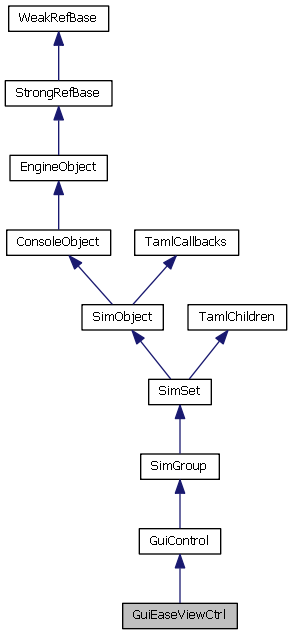 WeakRefBase
StrongRefBase
EngineObject
ConsoleObject
TamlCallbacks
SimObject
TamlChildren
SimSet
SimGroup
GuiControl
GuiEaseViewCtrl